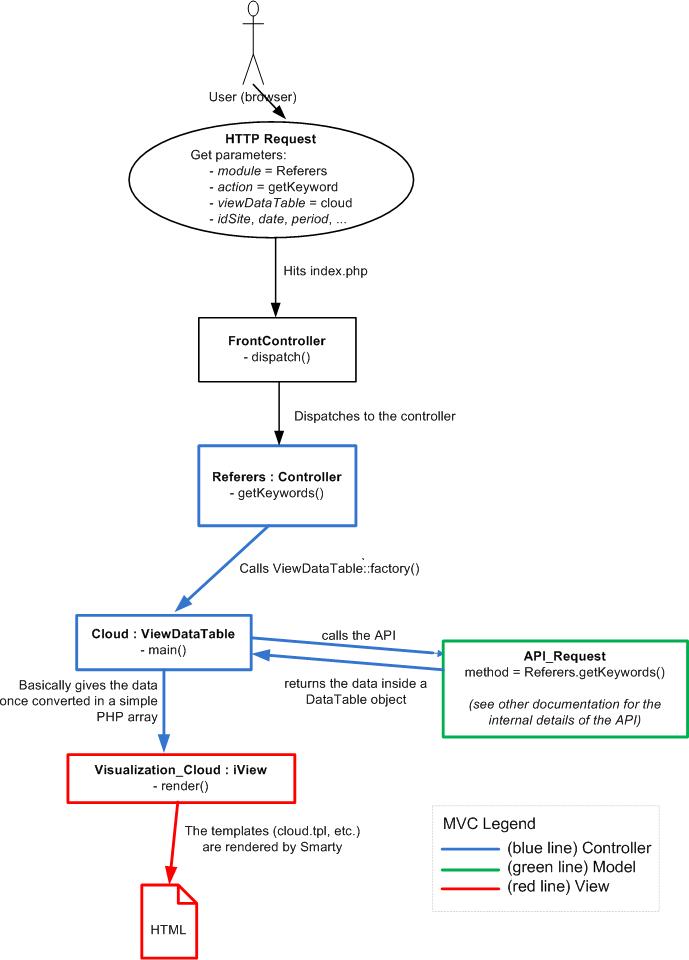 User (browser)
HTTP Request
Get parameters:
- module = Referers
- action = getKeyword
- viewDataTable = cloud
- idSite, date, period, ...
Hits index.php
FrontController
- dispatch()
Dispatches to the controller
Referers : Controller
- getKeywords()
Calls ViewDataTable::factory()
Cloud : ViewDataTable
- main()
calls the API
returns the data inside a
DataTable object
API_Request
method = Referers.getKeywords()
(see other documentation for the
internal details of the API)
Basically gives the data
once converted in a simple
PHP array
Visualization_Cloud : iView
- render()
The templates (cloud.tpl, etc.)
are rendered by Smarty
HTML
MVC Legend
(blue line) Controller
(green line) Model
(red line) View